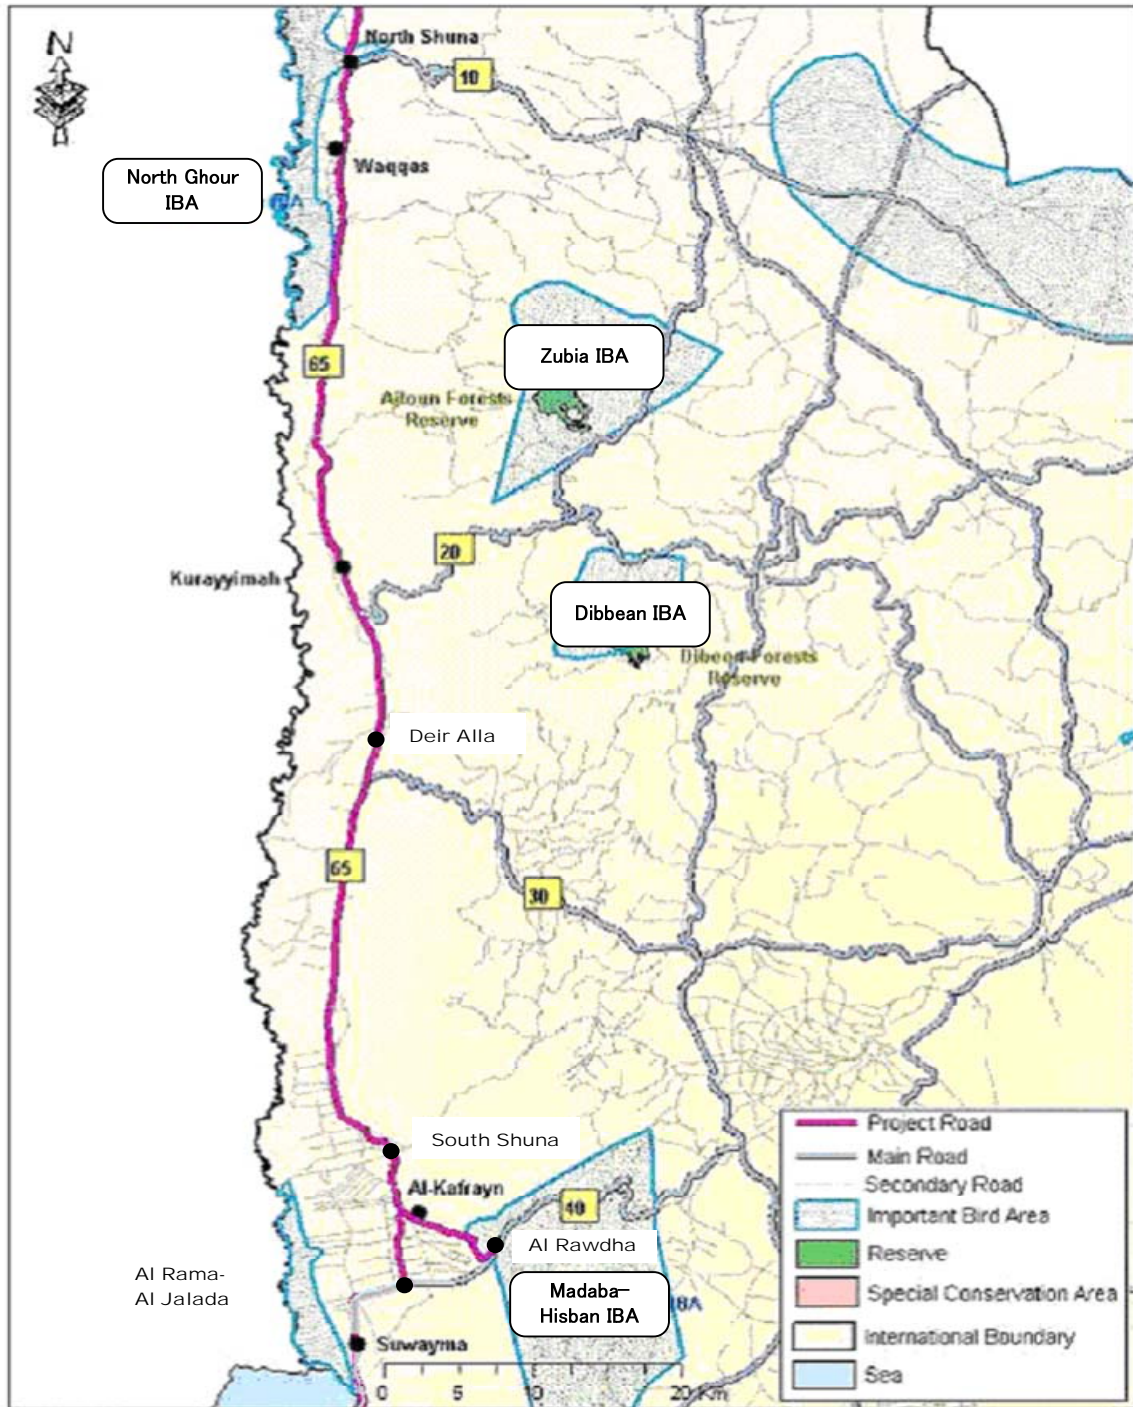 N
North Shuna
10
Waqqas
North Ghour
IBA
Zubia IBA
65
Ajloun Forests
Reserve
20
Kurayyimah
Dibbean IBA
Dibeen Forests
Reserve
Deir Alla
65
30
South Shuna
Al-Kafrayn
40
Al Rawdha
Al Rama-
Al Jalada
Madaba-
Hisban IBA
Suwayma
0 5 10 20 Km
Project Road
Main Road
Secondary Road
Important Bird Area
Reserve
Special Conservation Area
International Boundary
Sea